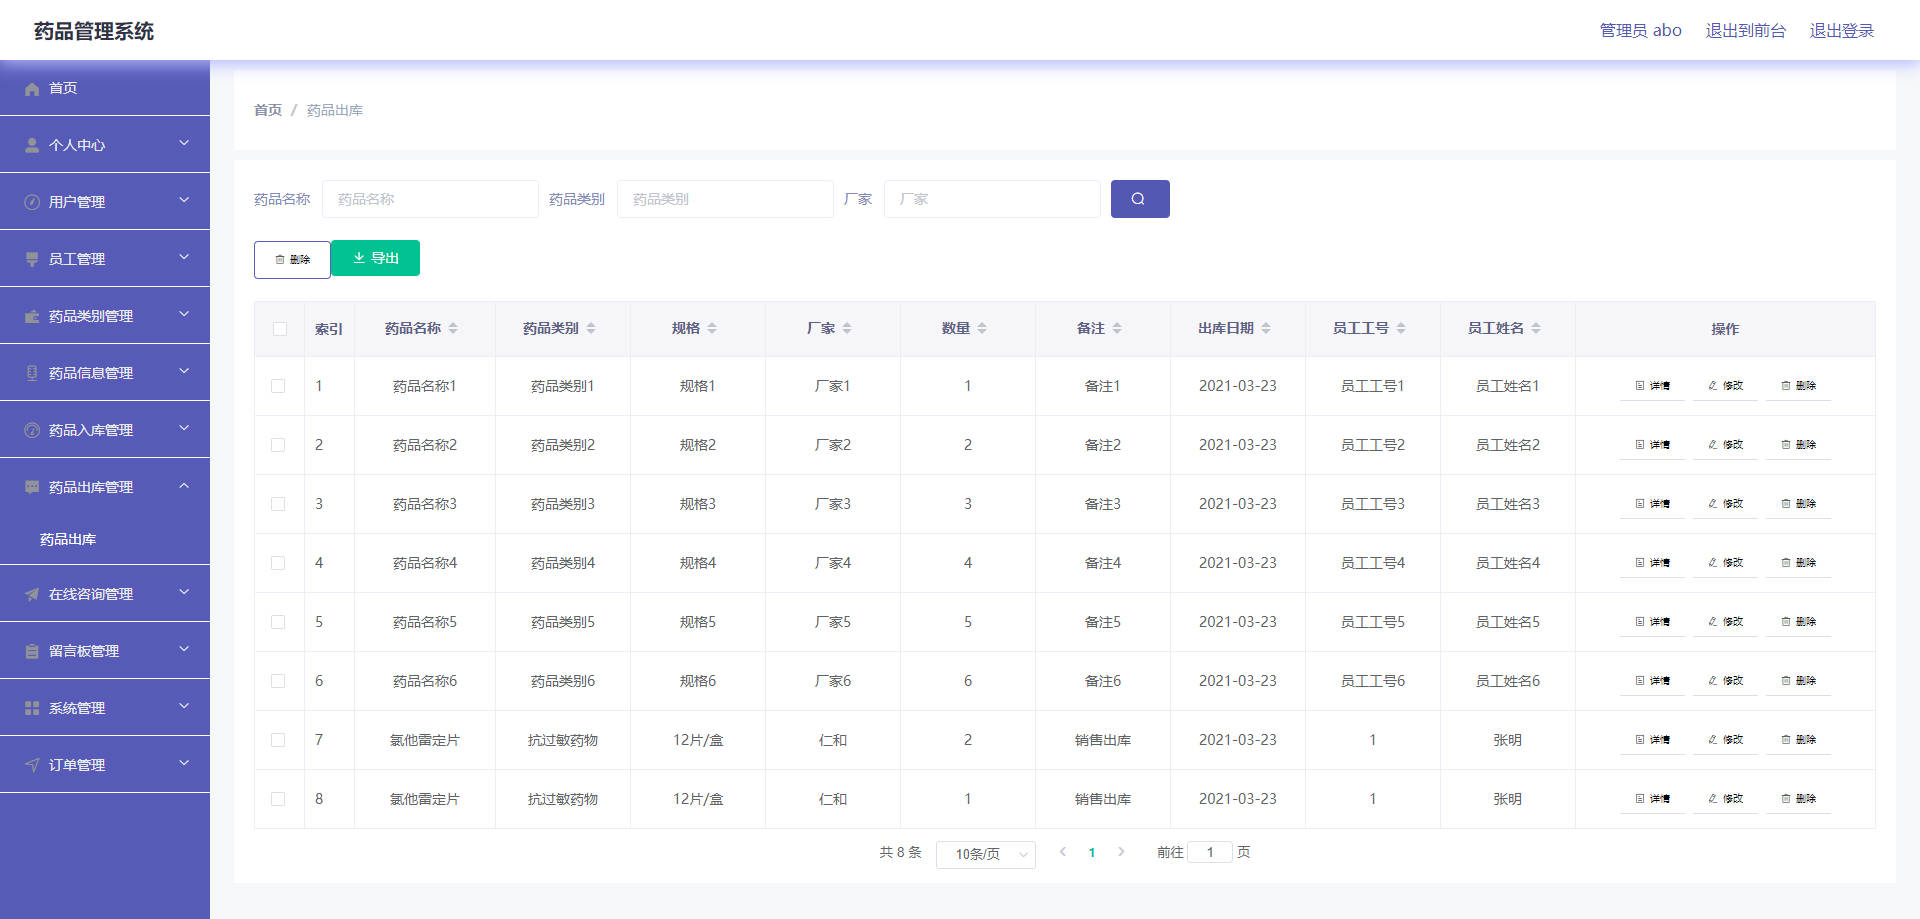 药品管理系统
管理员 abo 退出到前台 退出登录
首页
个人中心
用户管理
员工管理
药品类别管理
药品信息管理
药品入库管理
药品出库管理
药品出库
在线咨询管理
留言板管理
系统管理
订单管理
首页 / 药品出库
药品名称 药品名称 药品类别 药品类别 厂家 厂家
删除 导出
索引 药品名称 药品类别 规格 厂家 数量 备注 出库日期 员工工号 员工姓名 操作
1 药品名称1 药品类别1 规格1 厂家1 1 备注1 2021-03-23 员工工号1 员工姓名1 详情 修改 删除
2 药品名称2 药品类别2 规格2 厂家2 2 备注2 2021-03-23 员工工号2 员工姓名2 详情 修改 删除
3 药品名称3 药品类别3 规格3 厂家3 3 备注3 2021-03-23 员工工号3 员工姓名3 详情 修改 删除
4 药品名称4 药品类别4 规格4 厂家4 4 备注4 2021-03-23 员工工号4 员工姓名4 详情 修改 删除
5 药品名称5 药品类别5 规格5 厂家5 5 备注5 2021-03-23 员工工号5 员工姓名5 详情 修改 删除
6 药品名称6 药品类别6 规格6 厂家6 6 备注6 2021-03-23 员工工号6 员工姓名6 详情 修改 删除
7 氯他雷定片 抗过敏药物 12片/盒 仁和 2 销售出库 2021-03-23 1 张明 详情 修改 删除
8 氯他雷定片 抗过敏药物 12片/盒 仁和 1 销售出库 2021-03-23 1 张明 详情 修改 删除
共 8 条 10条/页 1 前往 1 页